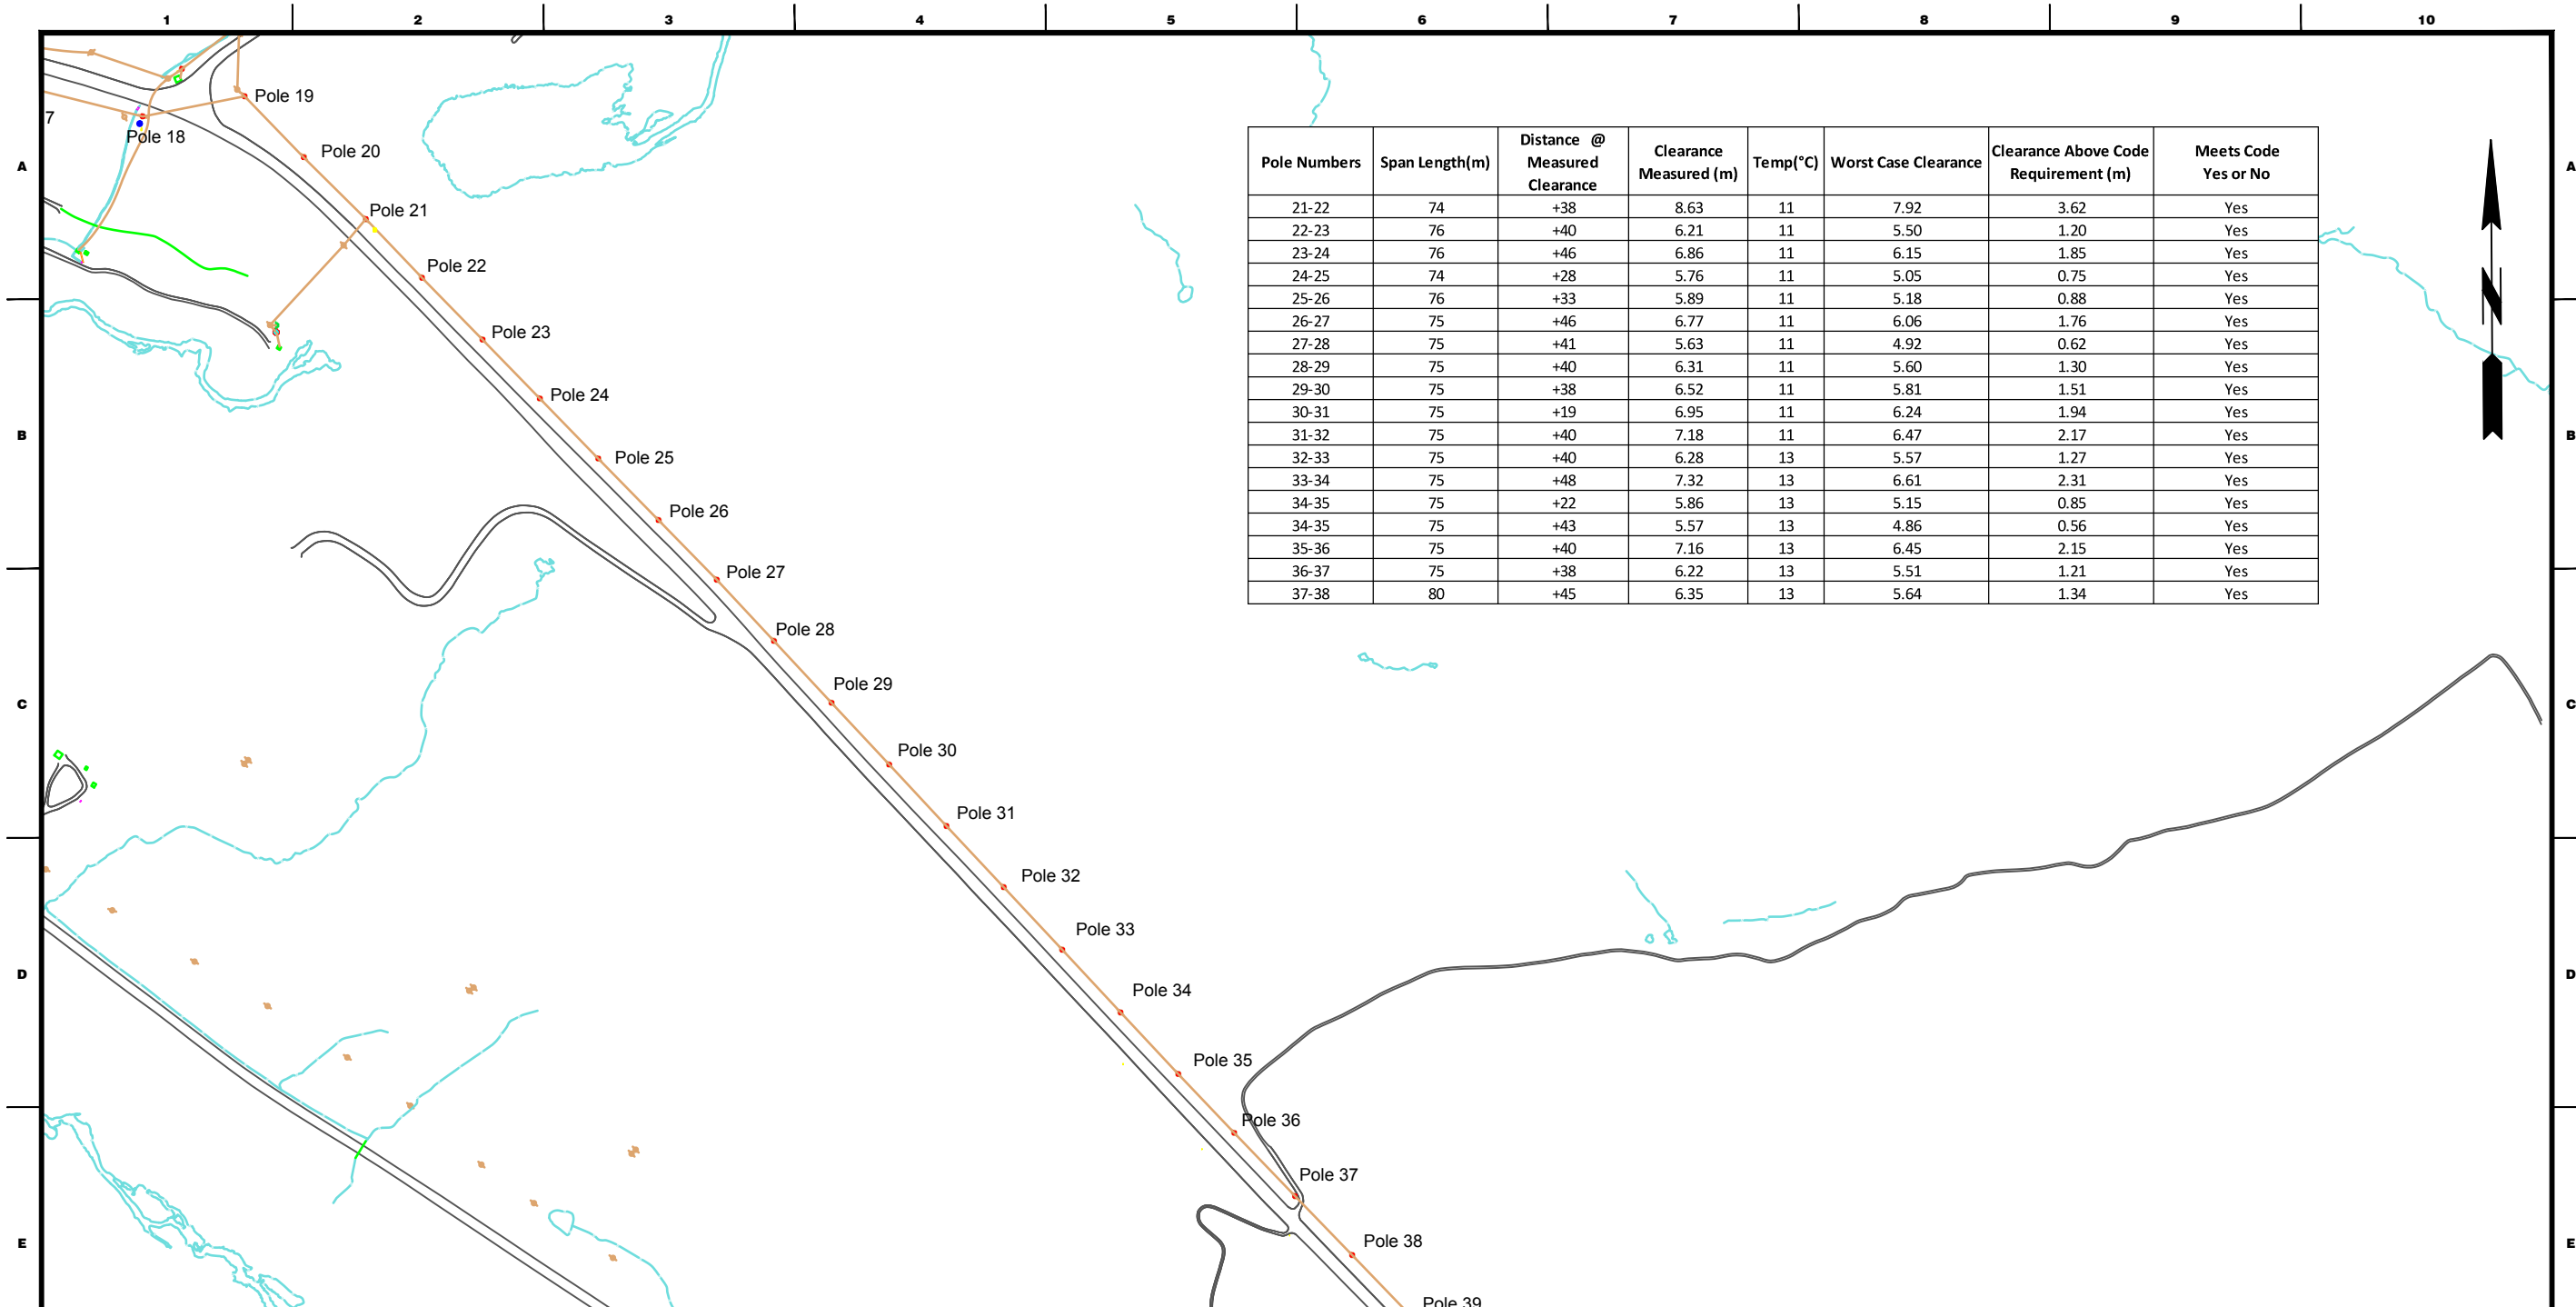 1 2 3 4 5 6 7 8 9 10
Pole 19
7
Pole 18
Pole 20
A A
Pole 21
Pole 22
Pole 23
Pole 24
B B
Pole 25
Pole 26
Pole 27
Pole 28
Pole 29
C C
Pole 30
Pole 31
Pole 32
Pole 33
D D
Pole 34
Pole 35
Pole 36
Pole 37
Pole 38
E E
Pole 39
Pole Numbers Span Length(m) Distance @ Measured Clearance Clearance Measured (m) Temp(°C) Worst Case Clearance Clearance Above Code Requirement (m) Meets Code Yes or No
21-22 74 +38 8.63 11 7.92 3.62 Yes
22-23 76 +40 6.21 11 5.50 1.20 Yes
23-24 76 +46 6.86 11 6.15 1.85 Yes
24-25 74 +28 5.76 11 5.05 0.75 Yes
25-26 76 +33 5.89 11 5.18 0.88 Yes
26-27 75 +46 6.77 11 6.06 1.76 Yes
27-28 75 +41 5.63 11 4.92 0.62 Yes
28-29 75 +40 6.31 11 5.60 1.30 Yes
29-30 75 +38 6.52 11 5.81 1.51 Yes
30-31 75 +19 6.95 11 6.24 1.94 Yes
31-32 75 +40 7.18 11 6.47 2.17 Yes
32-33 75 +40 6.28 13 5.57 1.27 Yes
33-34 75 +48 7.32 13 6.61 2.31 Yes
34-35 75 +22 5.86 13 5.15 0.85 Yes
34-35 75 +43 5.57 13 4.86 0.56 Yes
35-36 75 +40 7.16 13 6.45 2.15 Yes
36-37 75 +38 6.22 13 5.51 1.21 Yes
37-38 80 +45 6.35 13 5.64 1.34 Yes
N